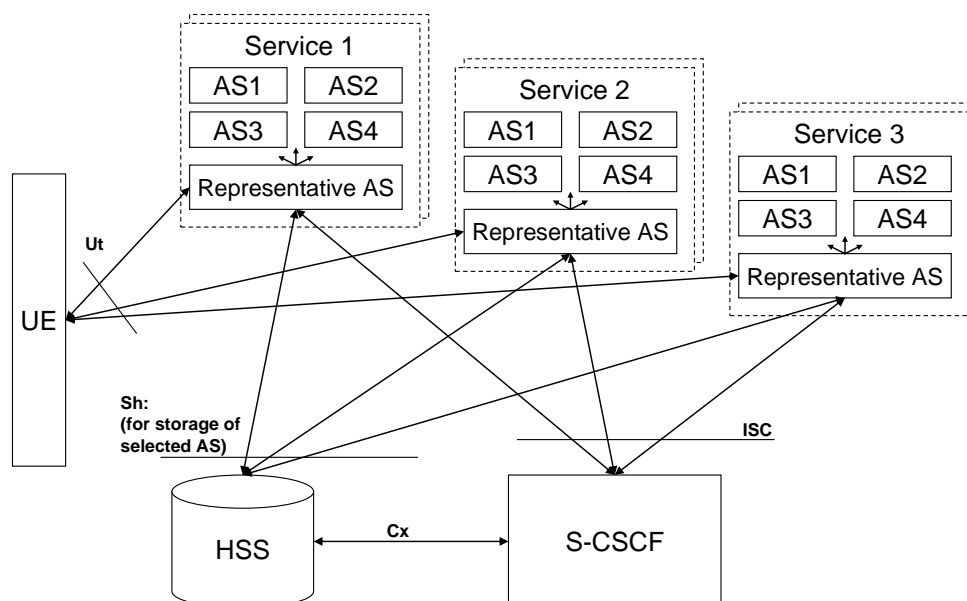 Service 1
AS1 AS2
AS3 AS4
Representative AS
Service 2
AS1 AS2
AS3 AS4
Representative AS
Service 3
AS1 AS2
AS3 AS4
Representative AS
Ut
UE
Sh:
(for storage of
selected AS)
ISC
HSS
Cx
S-CSCF